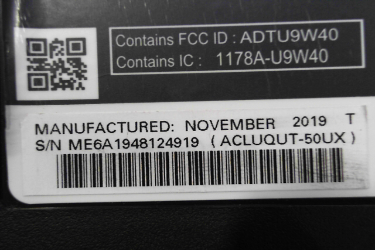 Contains FCC ID : ADTU9W40
Contains IC : 1178A-U9W40
MANUFACTURED: NOVEMBER 2019 T
S/N ME6A1948124919 ( ACLUQUT-50UX )